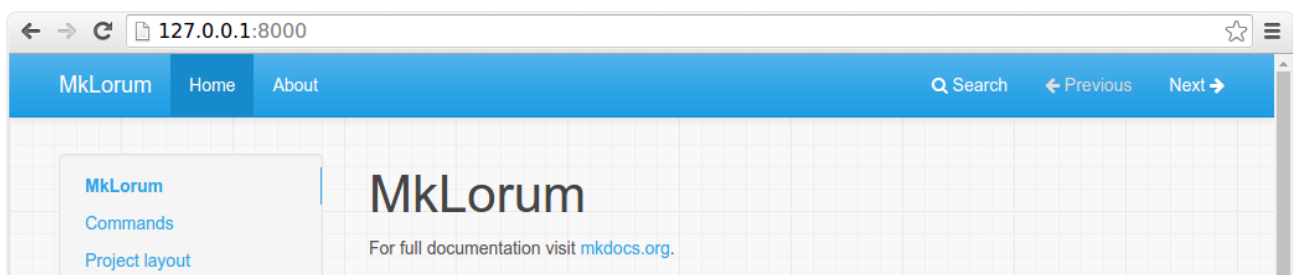 127.0.0.1:8000
MkLorum Home About Search Previous Next
MkLorum
Commands
Project layout
MkLorum
For full documentation visit mkdocs.org.